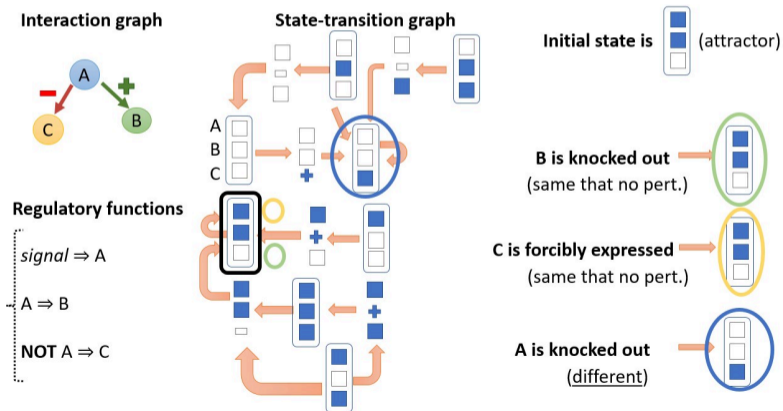 Interaction graph
A
B
C
State-transition graph
A
B
C
Regulatory functions
signal ⇒ A
A ⇒ B
NOT A ⇒ C
Initial state is
(attractor)
B is knocked out
(same that no pert.)
C is forcibly expressed
(same that no pert.)
A is knocked out
(different)